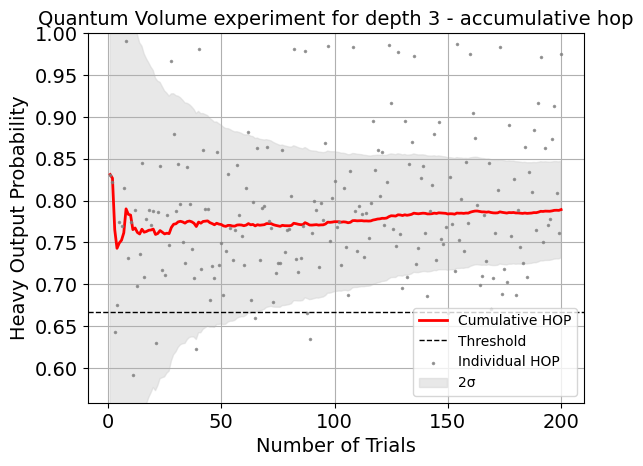 Quantum Volume experiment for depth 3 - accumulative hop
Heavy Output Probability
1.00
0.95
0.90
0.85
0.80
0.75
0.70
0.65
0.60
0 50 100 150 200
Number of Trials
Cumulative HOP
Threshold
Individual HOP
2σ